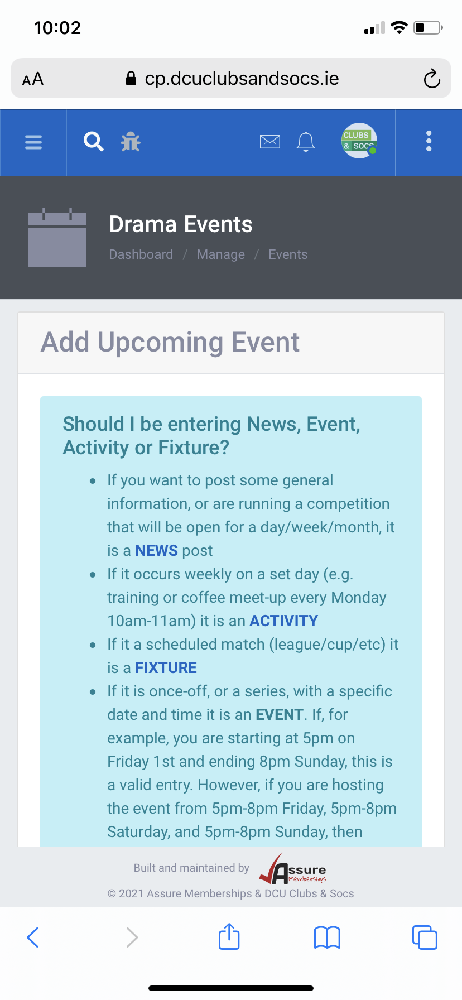 10:02
AA cp.dcuclubsandsocs.ie
CLUBS
& SOCS
Drama Events
Dashboard / Manage / Events
Add Upcoming Event
Should I be entering News, Event,
Activity or Fixture?
• If you want to post some general
information, or are running a competition
that will be open for a day/week/month, it
is a NEWS post
• If it occurs weekly on a set day (e.g.
training or coffee meet-up every Monday
10am-11am) it is an ACTIVITY
• If it a scheduled match (league/cup/etc) it
is a FIXTURE
• If it is once-off, or a series, with a specific
date and time it is an EVENT. If, for
example, you are starting at 5pm on
Friday 1st and ending 8pm Sunday, this is
a valid entry. However, if you are hosting
the event from 5pm-8pm Friday, 5pm-8pm
Saturday, and 5pm-8pm Sunday, then
Built and maintained by Assure
Memberships
© 2021 Assure Memberships & DCU Clubs & Socs